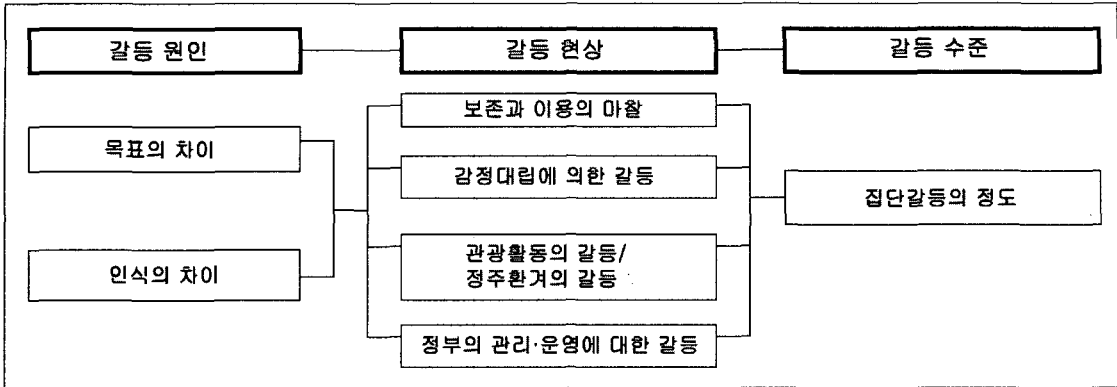 갈등 원인
갈등 현상
갈등 수준
목표의 차이
인식의 차이
보존과 이용의 마찰
감정대립에 의한 갈등
관광활동의 갈등/
정주환겨의 갈등
정부의 관리·운영에 대한 갈등
집단갈등의 정도